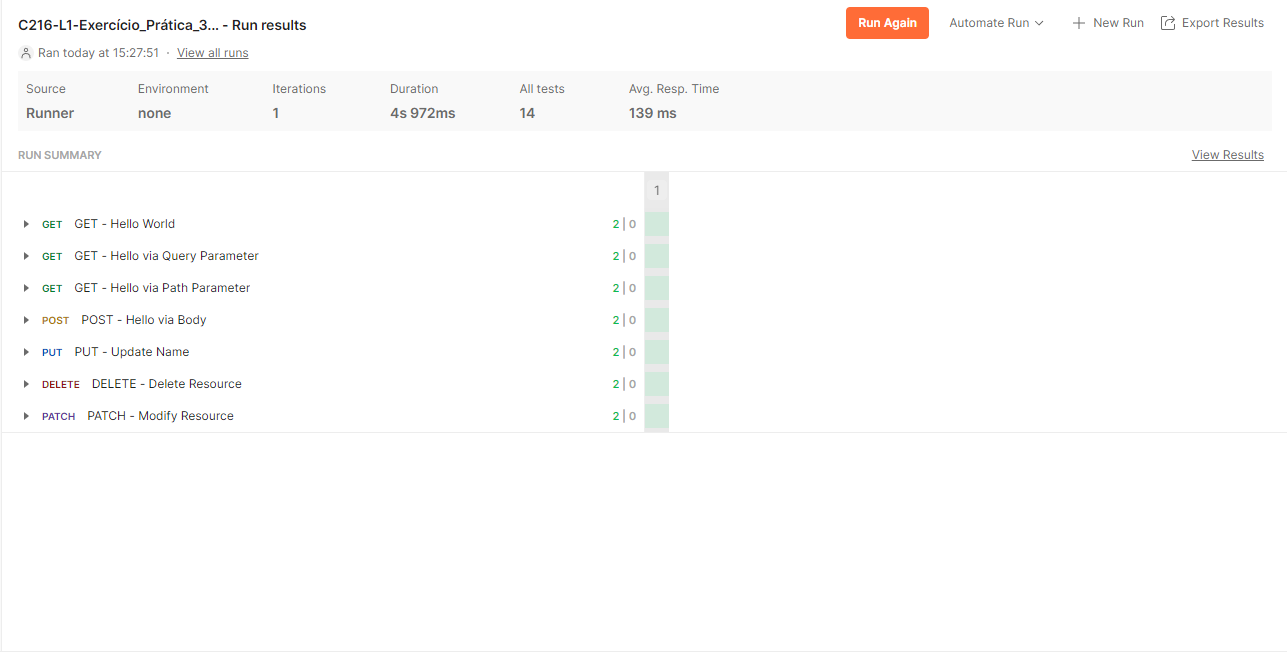 C216-L1-Exercício_Prática_3... - Run results
Run Again
Automate Run
New Run
Export Results
Ran today at 15:27:51 · View all runs
Source Environment Iterations Duration All tests Avg. Resp. Time
Runner none 1 4s 972ms 14 139 ms
RUN SUMMARY
View Results
1
GET GET - Hello World 2 | 0
GET GET - Hello via Query Parameter 2 | 0
GET GET - Hello via Path Parameter 2 | 0
POST POST - Hello via Body 2 | 0
PUT PUT - Update Name 2 | 0
DELETE DELETE - Delete Resource 2 | 0
PATCH PATCH - Modify Resource 2 | 0